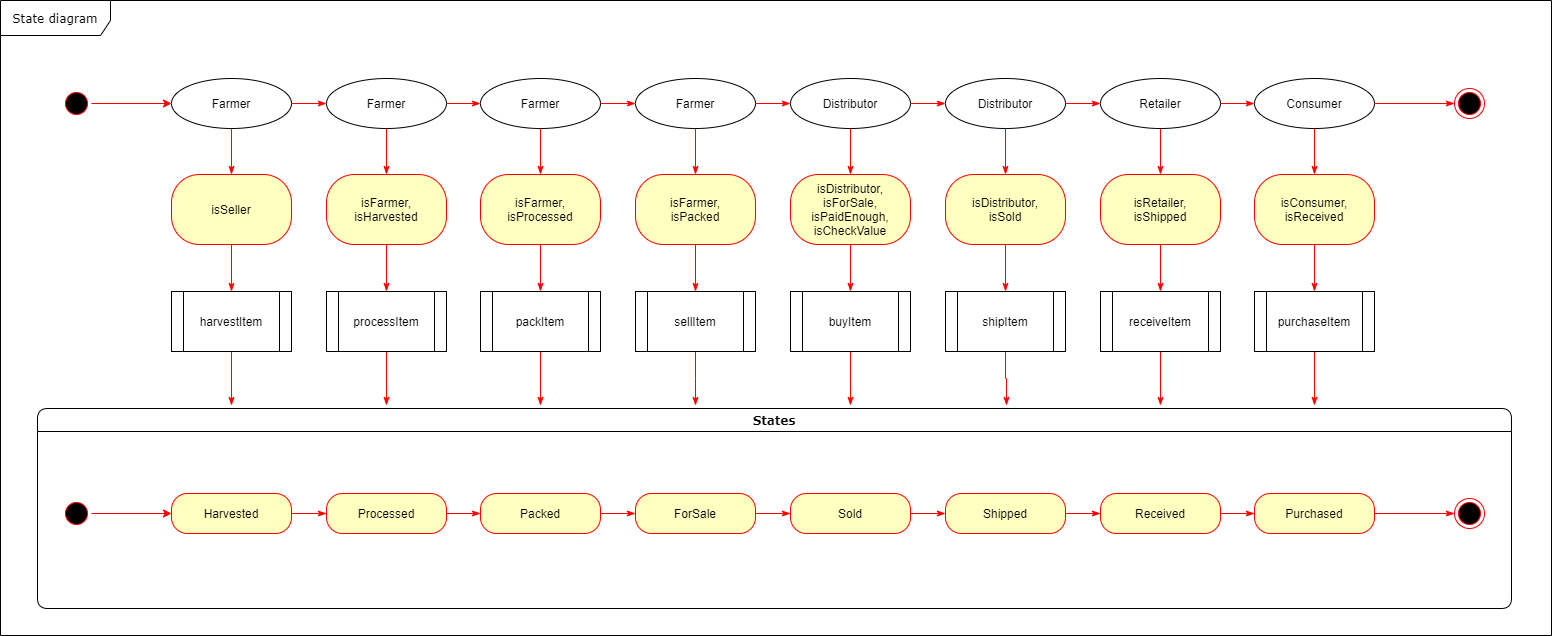 State diagram
Farmer
Farmer
Farmer
Farmer
Distributor
Distributor
Retailer
Consumer
isSeller
isFarmer,
isHarvested
isFarmer,
isProcessed
isFarmer,
isPacked
isDistributor,
isForSale,
isPaidEnough,
isCheckValue
isDistributor,
isSold
isRetailer,
isShipped
isConsumer,
isReceived
harvestItem
processItem
packItem
sellItem
buyItem
shipItem
receiveItem
purchaseItem
States
Harvested
Processed
Packed
ForSale
Sold
Shipped
Received
Purchased